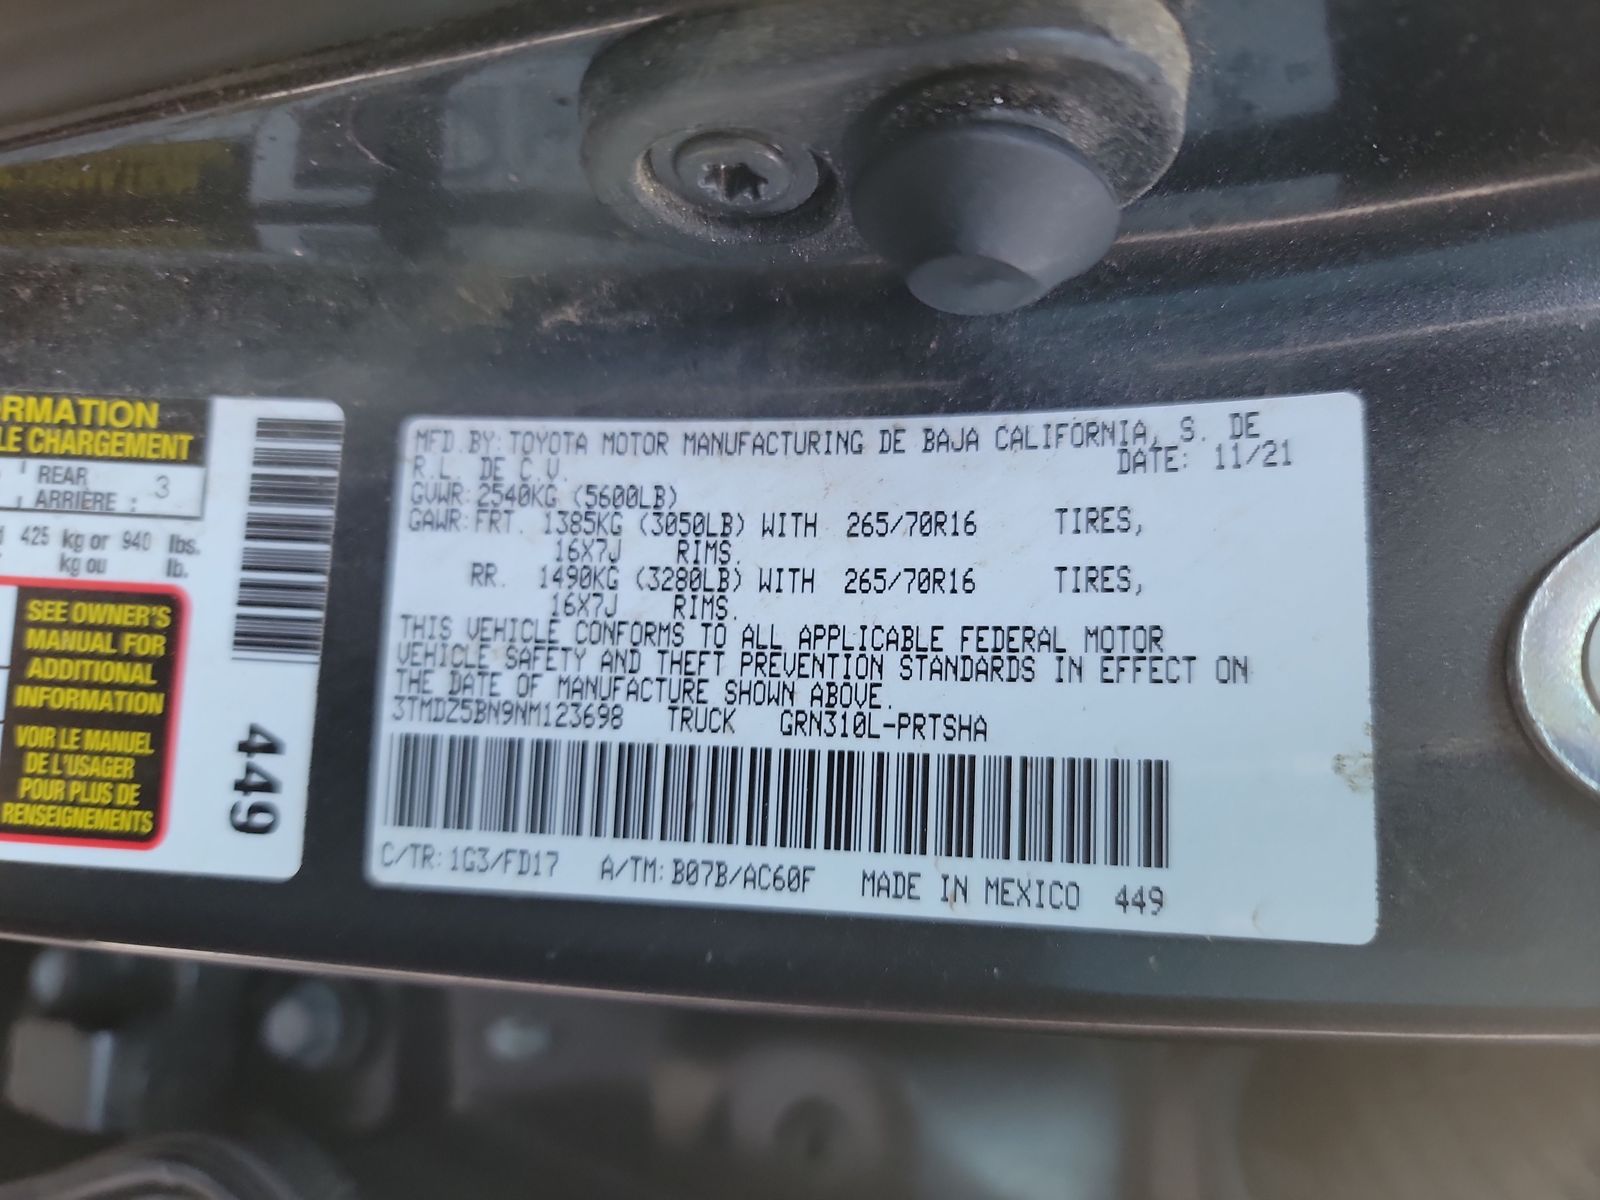 RMATION
LE CHARGEMENT
REAR
ARRIÈRE : 3
425 kg or 940 lbs.
kg ou lb.
SEE OWNER'S
MANUAL FOR
ADDITIONAL
INFORMATION
VOIR LE MANUEL
DE L'USAGER
POUR PLUS DE
RENSEIGNEMENTS
449
MFD.BY: TOYOTA MOTOR MANUFACTURING DE BAJA CALIFORNIA, S. DE
R.L. DE C.V. DATE: 11/21
GVWR: 2540KG (5600LB)
GAWR: FRT. 1385KG (3050LB) WITH 265/70R16 TIRES,
16X7J RIMS.
RR. 1490KG (3280LB) WITH 265/70R16 TIRES,
16X7J RIMS.
THIS VEHICLE CONFORMS TO ALL APPLICABLE FEDERAL MOTOR
VEHICLE SAFETY AND THEFT PREVENTION STANDARDS IN EFFECT ON
THE DATE OF MANUFACTURE SHOWN ABOVE.
3TMDZ5BN9NM123698 TRUCK GRN310L-PRTSHA
C/TR: 1G3/FD17 A/TM: B07B/AC60F MADE IN MEXICO 449